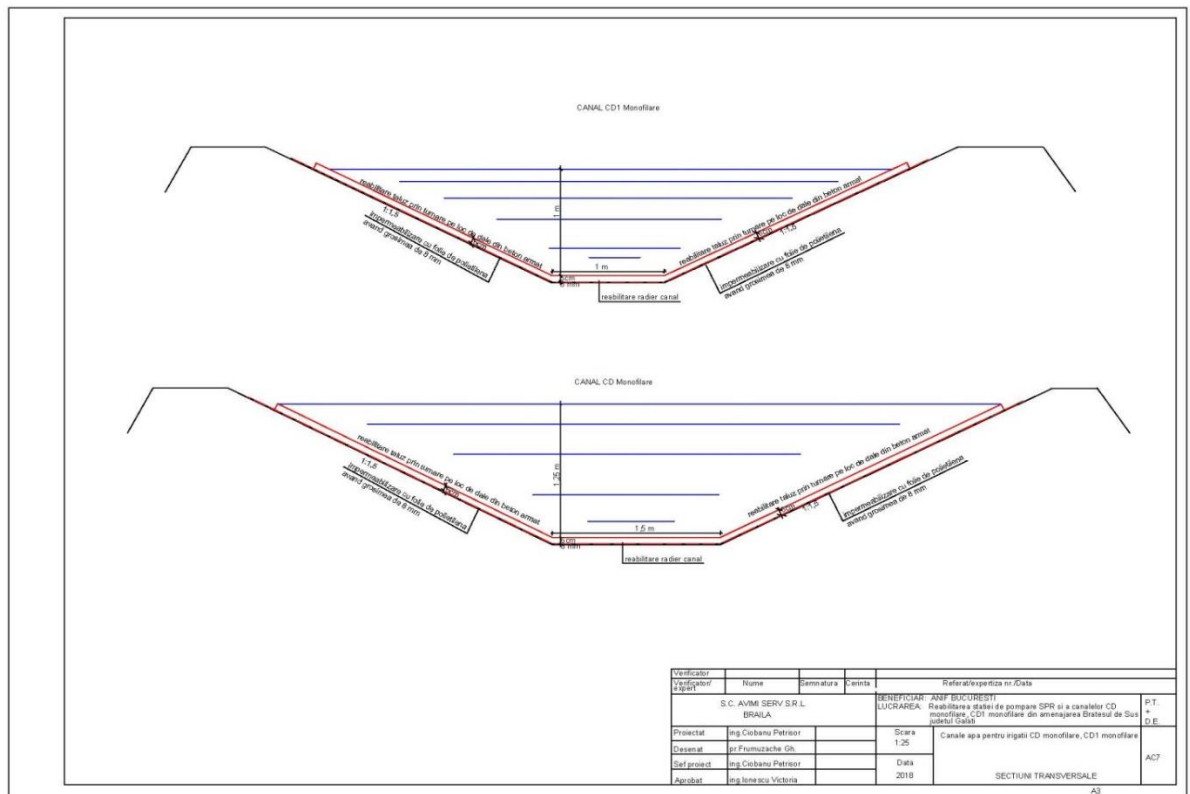 CANAL CD1 Monofilare
reabilitare taluz prin turnare pe loc de dale din beton armat
1:1,5
impermeabilizare cu folie de polietilena
avand grosimea de 8 mm
1 m
1 m
8 mm
reabilitare radier canal
reabilitare taluz prin turnare pe loc de dale din beton armat
1:1,5
impermeabilizare cu folie de polietilena
avand grosimea de 8 mm
CANAL CD Monofilare
reabilitare taluz prin turnare pe loc de dale din beton armat
1:1,5
impermeabilizare cu folie de polietilena
avand grosimea de 8 mm
1,25 m
1,5 m
8 mm
reabilitare radier canal
reabilitare taluz prin turnare pe loc de dale din beton armat
1:1,5
impermeabilizare cu folie de polietilena
avand grosimea de 8 mm
Verificator
Verificator/ expert Nume Semnatura Cerinta Referat/expertiza nr./Data
S.C. AVIMI SERV S.R.L.
BRAILA
BENEFICIAR: ANIF BUCURESTI
LUCRAREA: Reabilitarea statiei de pompare SPR si a canalelor CD
monofilare, CD1 monofilare din amenajarea Bratesul de Sus
judetul Galati
P.T.
+
D.E.
Proiectat ing.Ciobanu Petrisor
Desenat pr.Frumuzache Gh.
Sef proiect ing.Ciobanu Petrisor
Aprobat ing.Ionescu Victoria
Scara
1:25
Data
2018
Canale apa pentru irigatii CD monofilare, CD1 monofilare
SECTIUNI TRANSVERSALE
AC7
A3